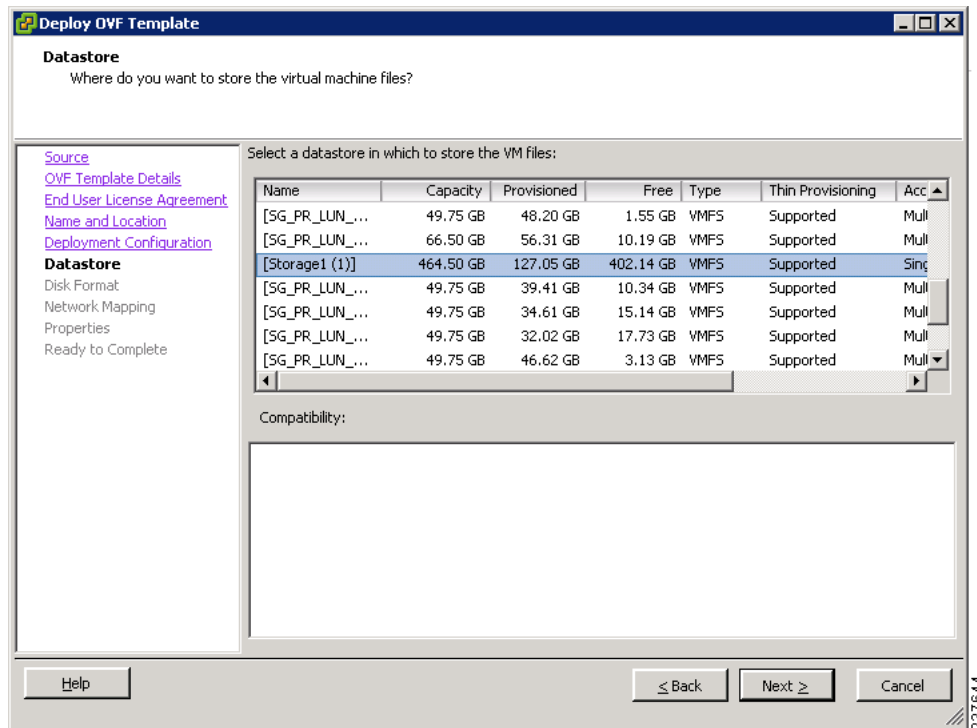 Deploy OVF Template
Datastore
Where do you want to store the virtual machine files?
Source
OVF Template Details
End User License Agreement
Name and Location
Deployment Configuration
Datastore
Disk Format
Network Mapping
Properties
Ready to Complete
Select a datastore in which to store the VM files:
Name Capacity Provisioned Free Type Thin Provisioning Acc
[SG_PR_LUN_... 49.75 GB 48.20 GB 1.55 GB VMFS Supported Mul
[SG_PR_LUN_... 66.50 GB 56.31 GB 10.19 GB VMFS Supported Mul
[Storage1 (1)] 464.50 GB 127.05 GB 402.14 GB VMFS Supported Sing
[SG_PR_LUN_... 49.75 GB 39.41 GB 10.34 GB VMFS Supported Mul
[SG_PR_LUN_... 49.75 GB 34.61 GB 15.14 GB VMFS Supported Mul
[SG_PR_LUN_... 49.75 GB 32.02 GB 17.73 GB VMFS Supported Mul
[SG_PR_LUN_... 49.75 GB 46.62 GB 3.13 GB VMFS Supported Mul
Compatibility:
Help
< Back
Next >
Cancel